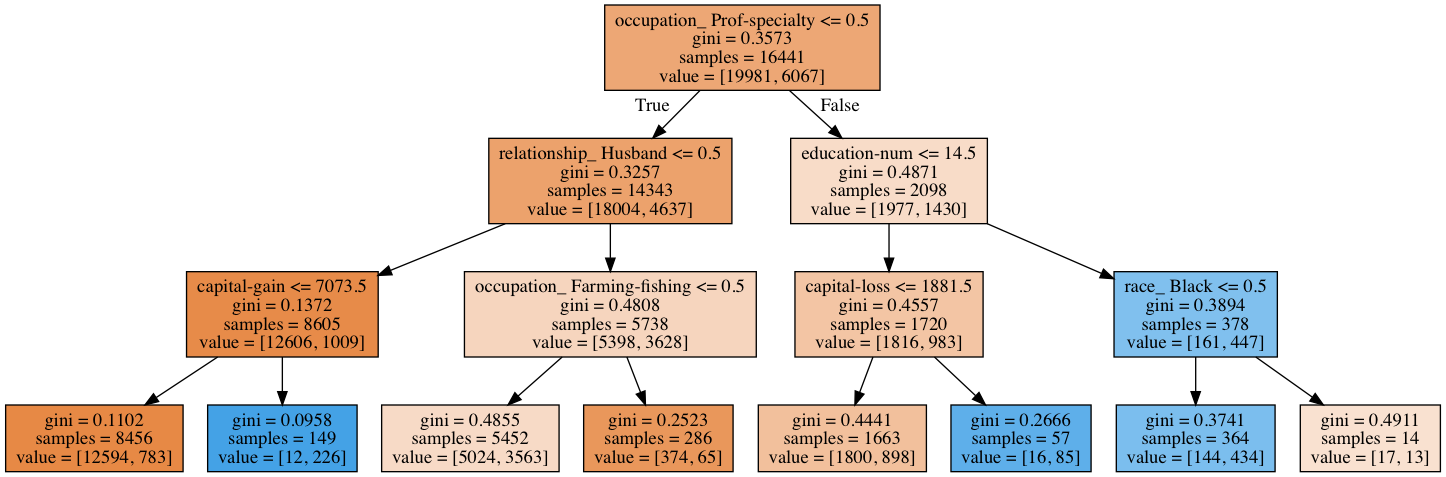 occupation_ Prof-specialty <= 0.5
gini = 0.3573
samples = 16441
value = [19981, 6067]
True
False
relationship_ Husband <= 0.5
gini = 0.3257
samples = 14343
value = [18004, 4637]
education-num <= 14.5
gini = 0.4871
samples = 2098
value = [1977, 1430]
capital-gain <= 7073.5
gini = 0.1372
samples = 8605
value = [12606, 1009]
occupation_ Farming-fishing <= 0.5
gini = 0.4808
samples = 5738
value = [5398, 3628]
capital-loss <= 1881.5
gini = 0.4557
samples = 1720
value = [1816, 983]
race_ Black <= 0.5
gini = 0.3894
samples = 378
value = [161, 447]
gini = 0.1102
samples = 8456
value = [12594, 783]
gini = 0.0958
samples = 149
value = [12, 226]
gini = 0.4855
samples = 5452
value = [5024, 3563]
gini = 0.2523
samples = 286
value = [374, 65]
gini = 0.4441
samples = 1663
value = [1800, 898]
gini = 0.2666
samples = 57
value = [16, 85]
gini = 0.3741
samples = 364
value = [144, 434]
gini = 0.4911
samples = 14
value = [17, 13]